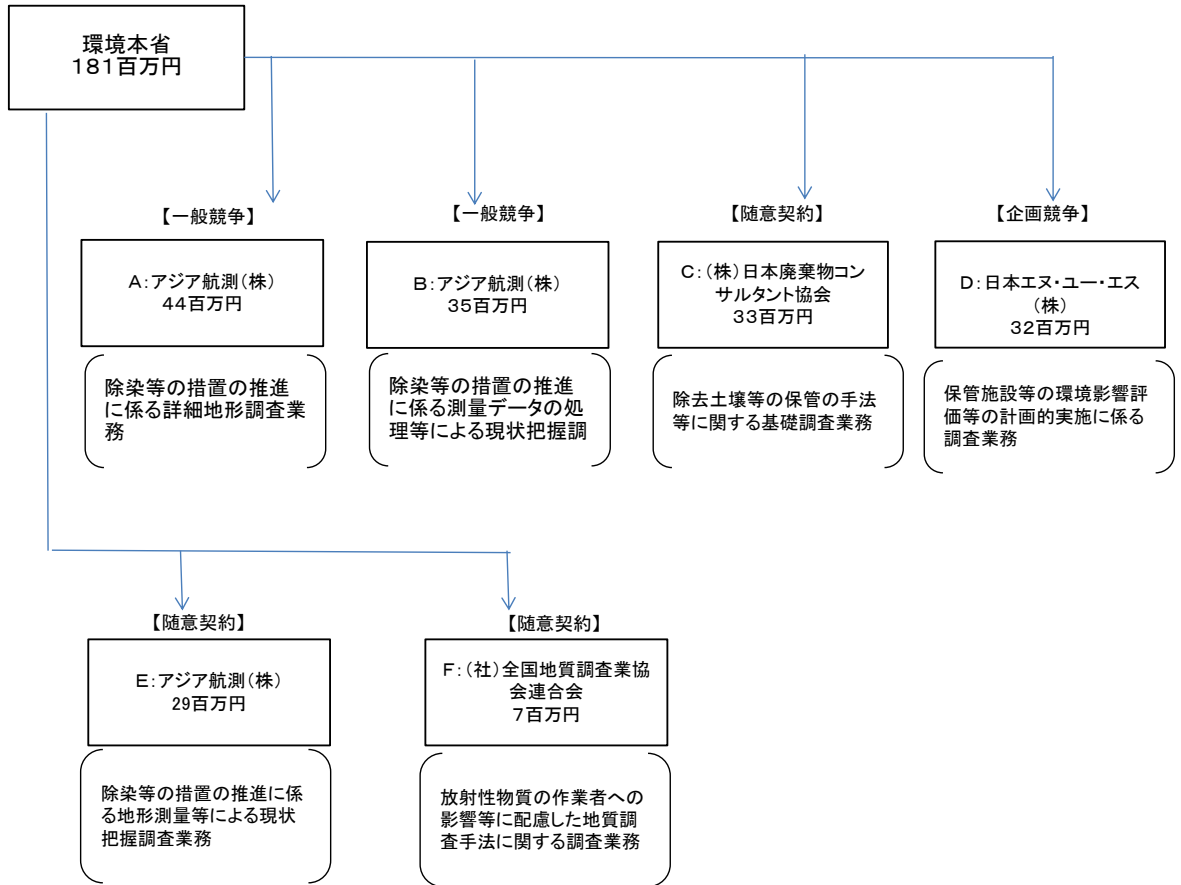 環境本省
181百万円
【一般競争】
【一般競争】
【随意契約】
【企画競争】
A:アジア航測(株)
44百万円
B:アジア航測(株)
35百万円
C:(株)日本廃棄物コン
サルタント協会
33百万円
D:日本エヌ・ユー・エス
(株)
32百万円
除染等の措置の推進
に係る詳細地形調査業
務
除染等の措置の推進
に係る測量データの処
理等による現状把握調
除去土壌等の保管の手法
等に関する基礎調査業務
保管施設等の環境影響評
価等の計画的実施に係る
調査業務
【随意契約】
【随意契約】
E:アジア航測(株)
29百万円
F:(社)全国地質調査業協
会連合会
7百万円
除染等の措置の推進に係
る地形測量等による現状
把握調査業務
放射性物質の作業者への
影響等に配慮した地質調
査手法に関する調査業務